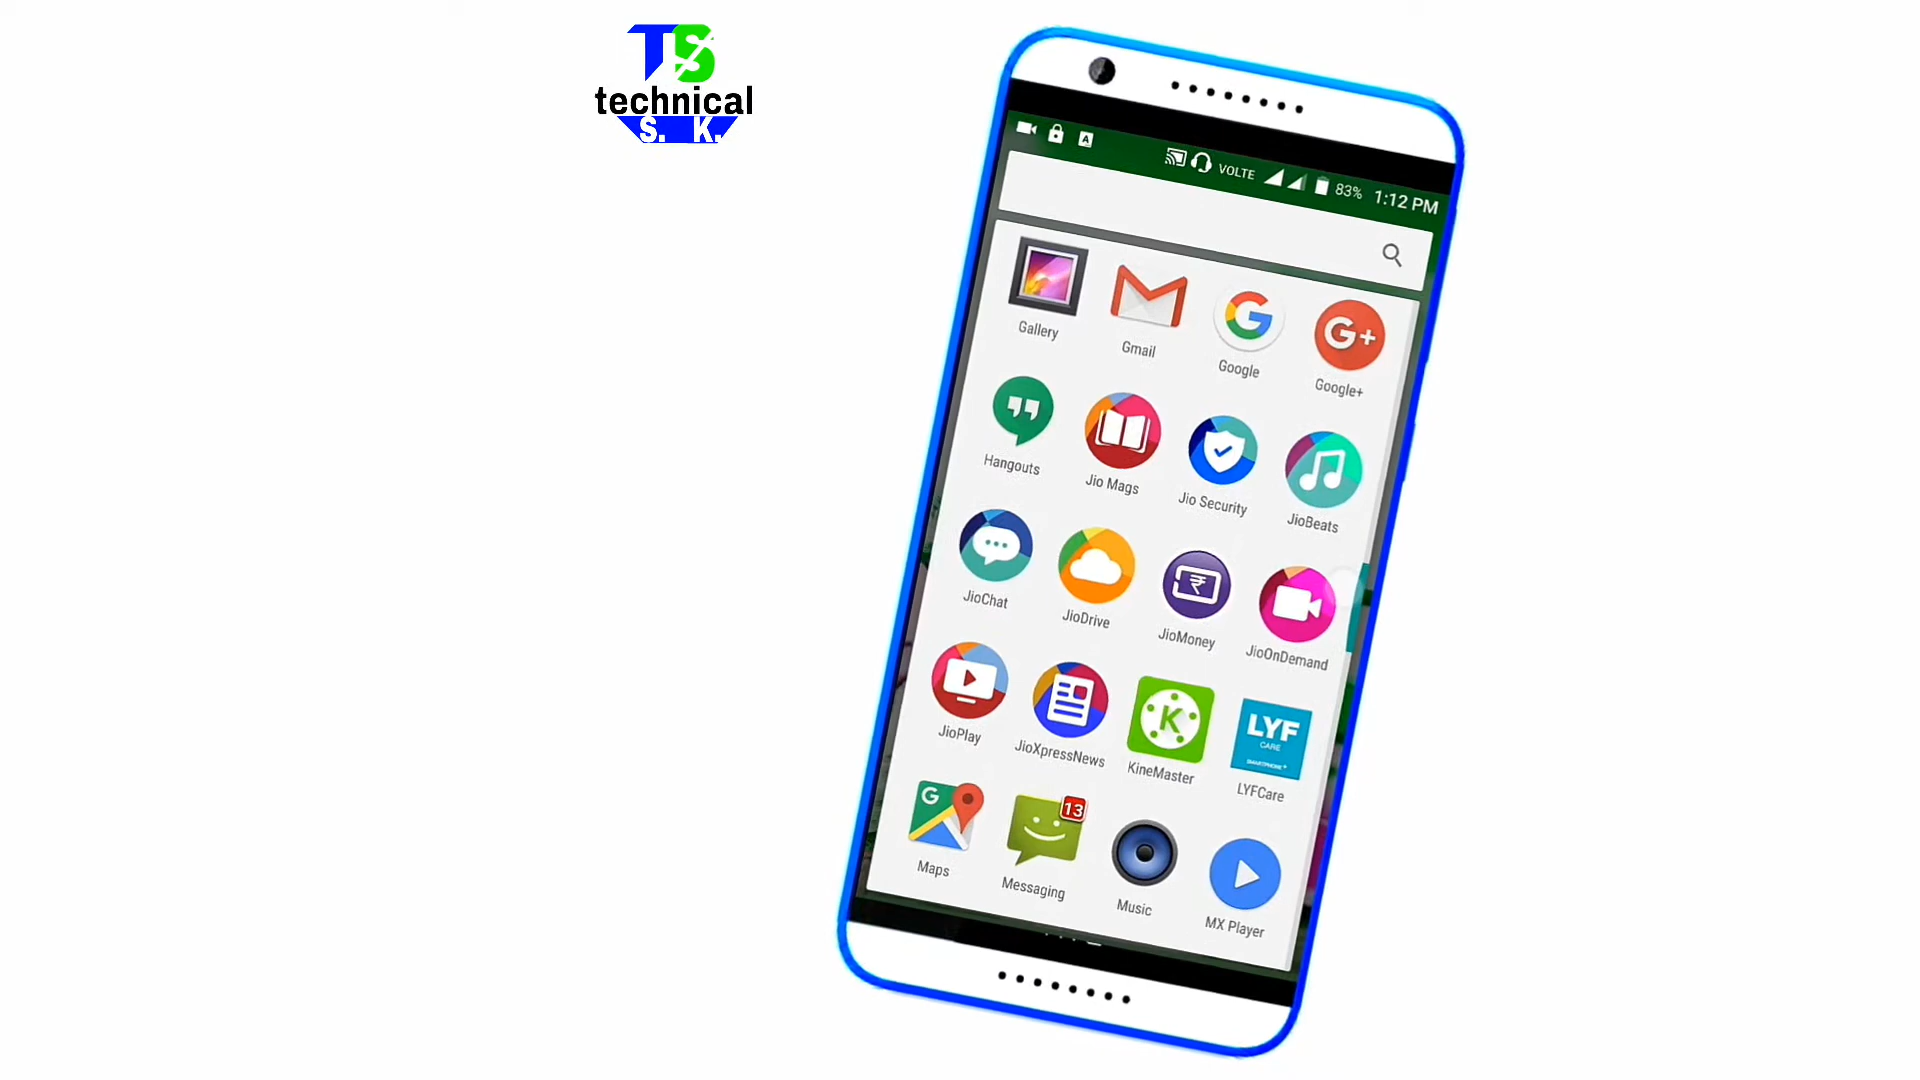 TS
technical
S. K.
VOLTE 83% 1:12 PM
Gallery Gmail Google Google+
Hangouts Jio Mags Jio Security JioBeats
JioChat JioDrive JioMoney JioOnDemand
LYF
CARE
SMARTPHONE+
JioPlay JioXpressNews KineMaster LYFCare
13
Maps Messaging Music MX Player